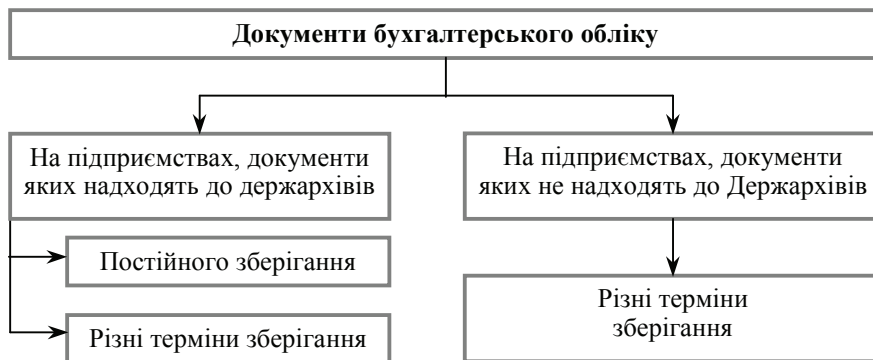 Документи бухгалтерського обліку
На підприємствах, документи
яких надходять до держархівів
На підприємствах, документи
яких не надходять до Держархівів
Постійного зберігання
Різні терміни зберігання
Різні терміни
зберігання